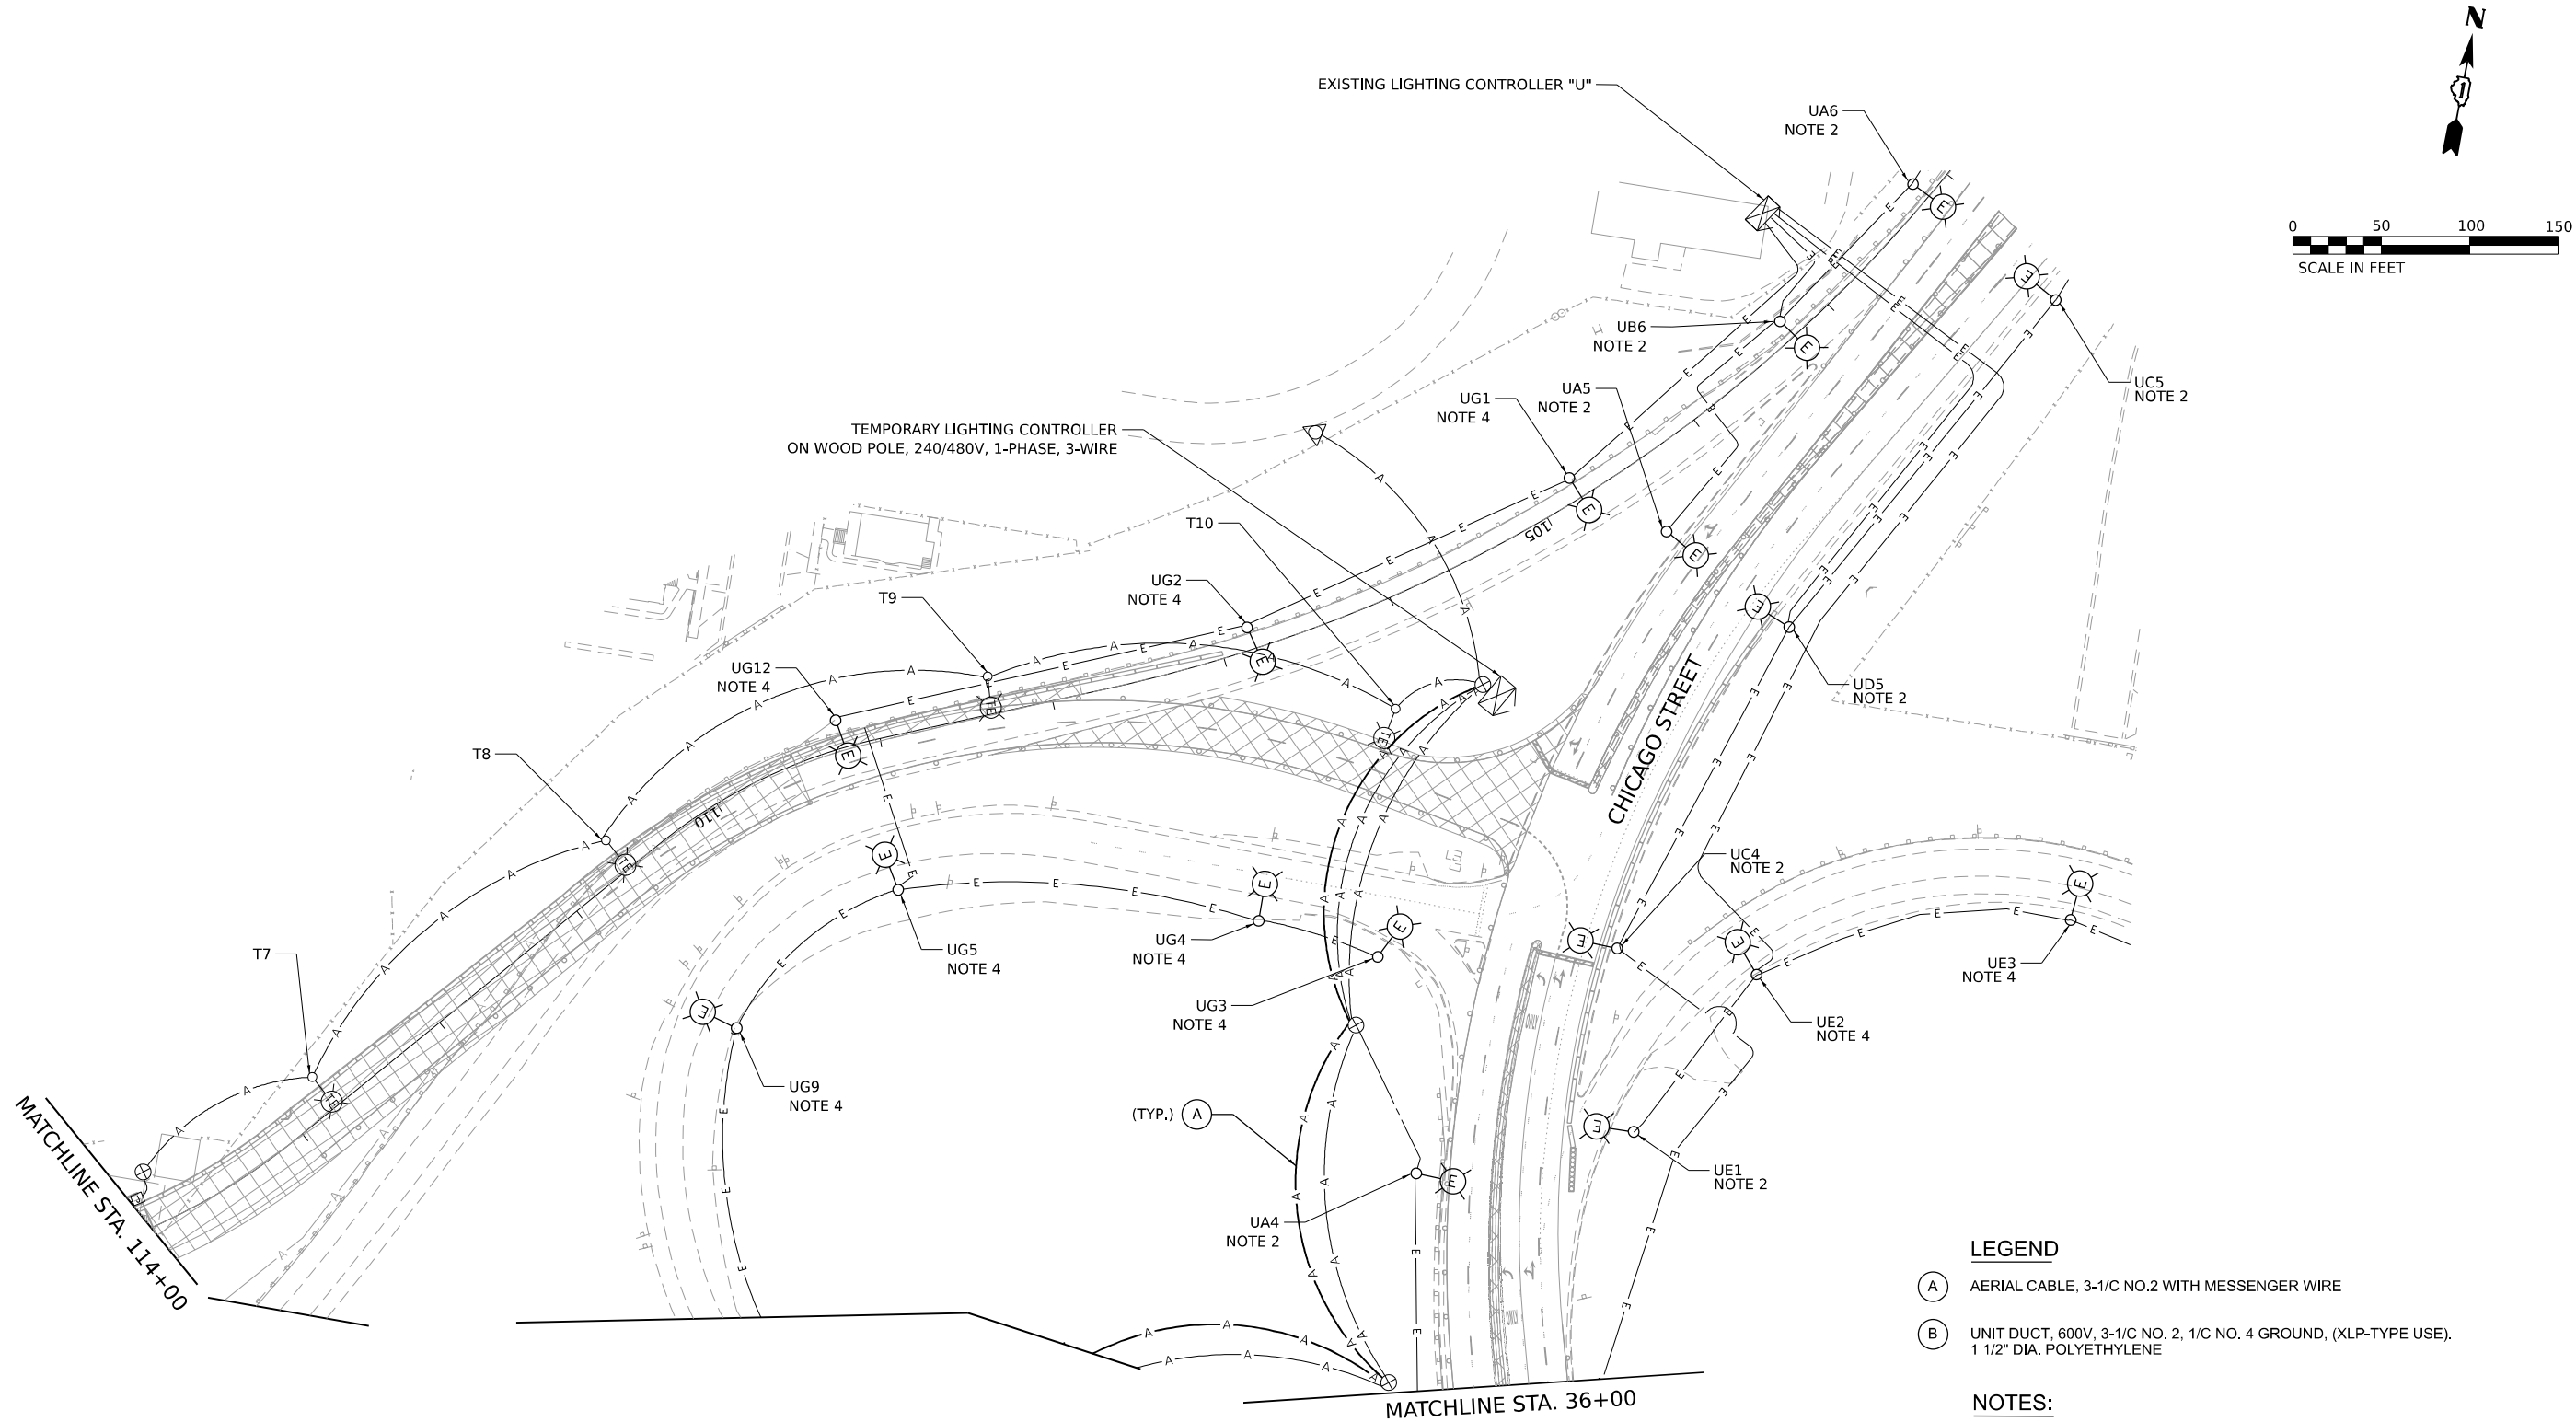 N
1
0 50 100 150
SCALE IN FEET
EXISTING LIGHTING CONTROLLER "U"
UA6
NOTE 2
UB6
NOTE 2
UC5
NOTE 2
UA5
NOTE 2
UG1
NOTE 4
TEMPORARY LIGHTING CONTROLLER
ON WOOD POLE, 240/480V, 1-PHASE, 3-WIRE
T10
105
UG2
NOTE 4
T9
UG12
NOTE 4
UD5
NOTE 2
CHICAGO STREET
T8
110
UC4
NOTE 2
T7
UG5
NOTE 4
UG4
NOTE 4
UG3
NOTE 4
UE3
NOTE 4
UE2
NOTE 4
ONLY
UG9
NOTE 4
(TYP.) A
UE1
NOTE 2
UA4
NOTE 2
ONLY
MATCHLINE STA. 114+00
MATCHLINE STA. 36+00
LEGEND
A AERIAL CABLE, 3-1/C NO.2 WITH MESSENGER WIRE
B UNIT DUCT, 600V, 3-1/C NO. 2, 1/C NO. 4 GROUND, (XLP-TYPE USE).
1 1/2" DIA. POLYETHYLENE
NOTES: